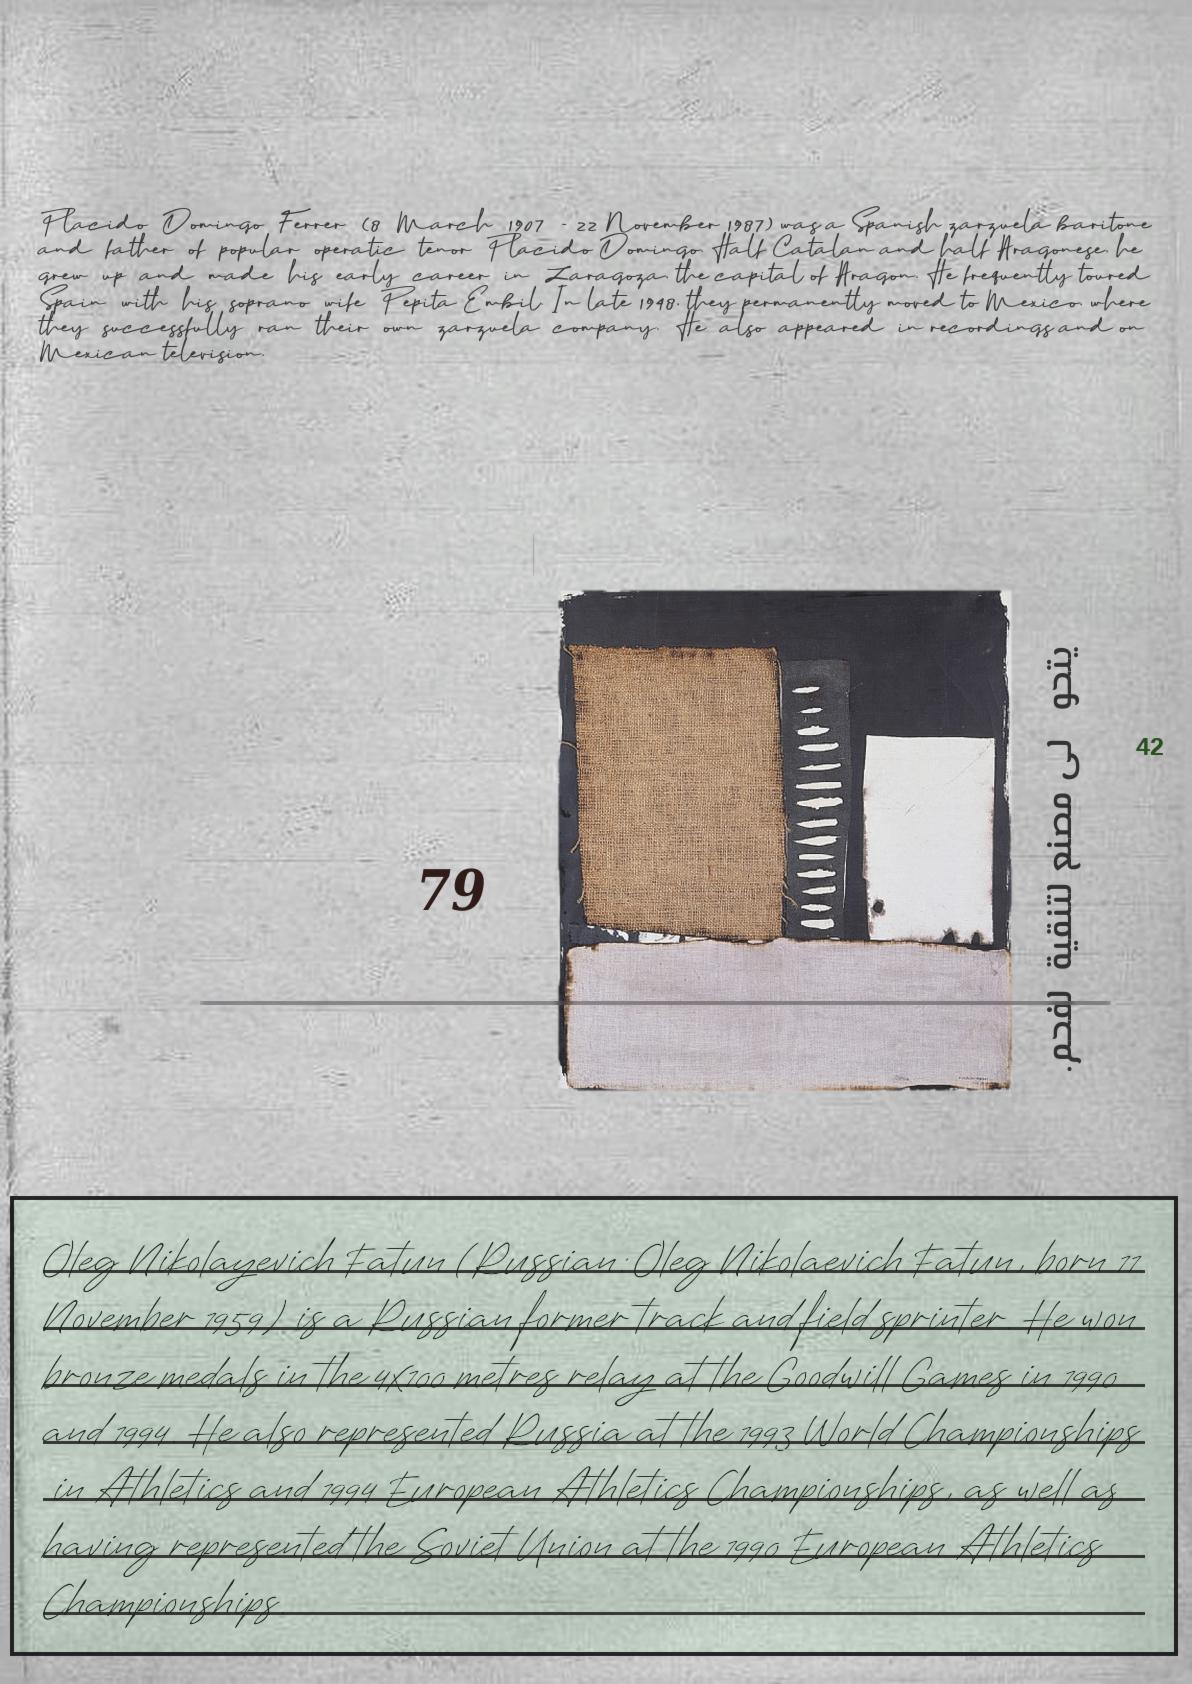 Placido Domingo Ferrer (8 March 1907 - 22 November 1987) was a Spanish zarzuela baritone
and father of popular operatic tenor Placido Domingo. Half Catalan and half Aragonese, he
grew up and made his early career in Zaragoza, the capital of Aragon. He frequently toured
Spain with his soprano wife Pepita Embil. In late 1948, they permanently moved to Mexico, where
they successfully ran their own zarzuela company. He also appeared in recordings and on
Mexican television.
لى مصنع لتنقية لفحم.
42
79
Oleg Nikolayevich Fatun (Russian: Oleg Nikolaevich Fatun, born 11
November 1959) is a Russian former track and field sprinter. He won
bronze medals in the 4x100 metres relay at the Goodwill Games in 1990
and 1994. He also represented Russia at the 1993 World Championships
in Athletics and 1994 European Athletics Championships, as well as
having represented the Soviet Union at the 1990 European Athletics
Championships